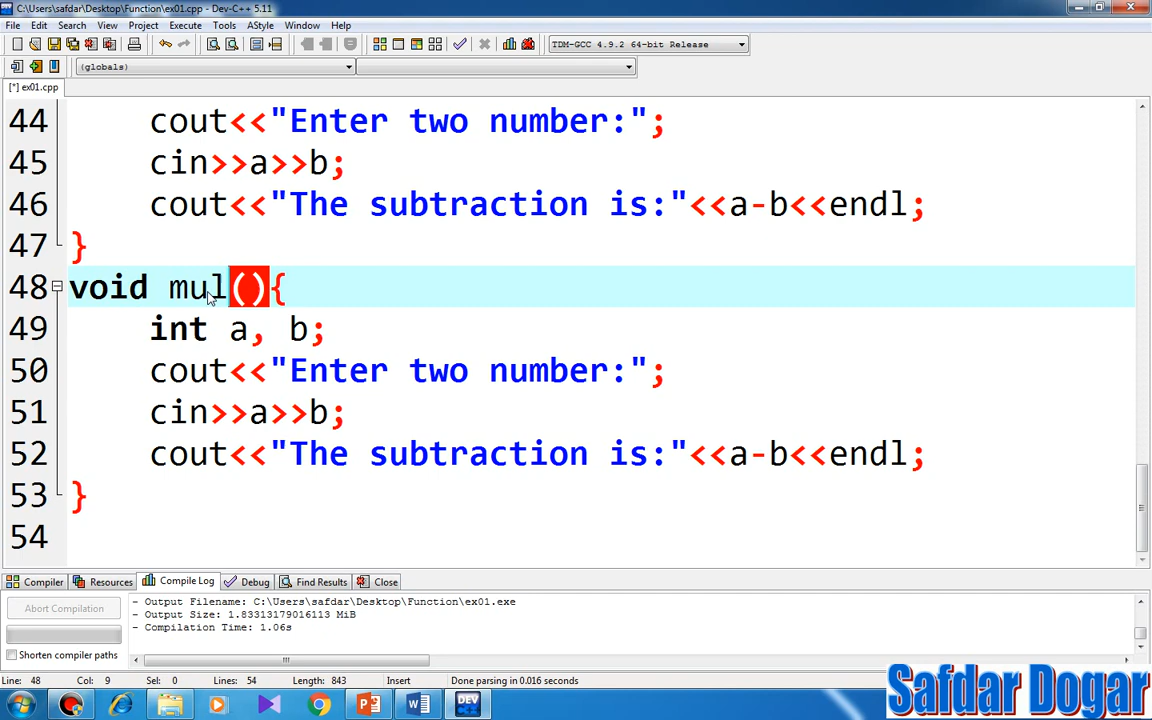 C:\Users\safdar\Desktop\Function\ex01.cpp - Dev-C++ 5.11
File Edit Search View Project Execute Tools AStyle Window Help
TDM-GCC 4.9.2 64-bit Release
(globals)
[*] ex01.cpp
44 cout<<"Enter two number:";
45 cin>>a>>b;
46 cout<<"The subtraction is:"<<a-b<<endl;
47 }
48 void mul(){
49 int a, b;
50 cout<<"Enter two number:";
51 cin>>a>>b;
52 cout<<"The subtraction is:"<<a-b<<endl;
53 }
54
Compiler Resources Compile Log Debug Find Results Close
Abort Compilation
- Output Filename: C:\Users\safdar\Desktop\Function\ex01.exe
- Output Size: 1.83313179016113 MiB
- Compilation Time: 1.06s
Shorten compiler paths
Line: 48 Col: 9 Sel: 0 Lines: 54 Length: 843 Insert Done parsing in 0.016 seconds
DEV
Safdar Dogar